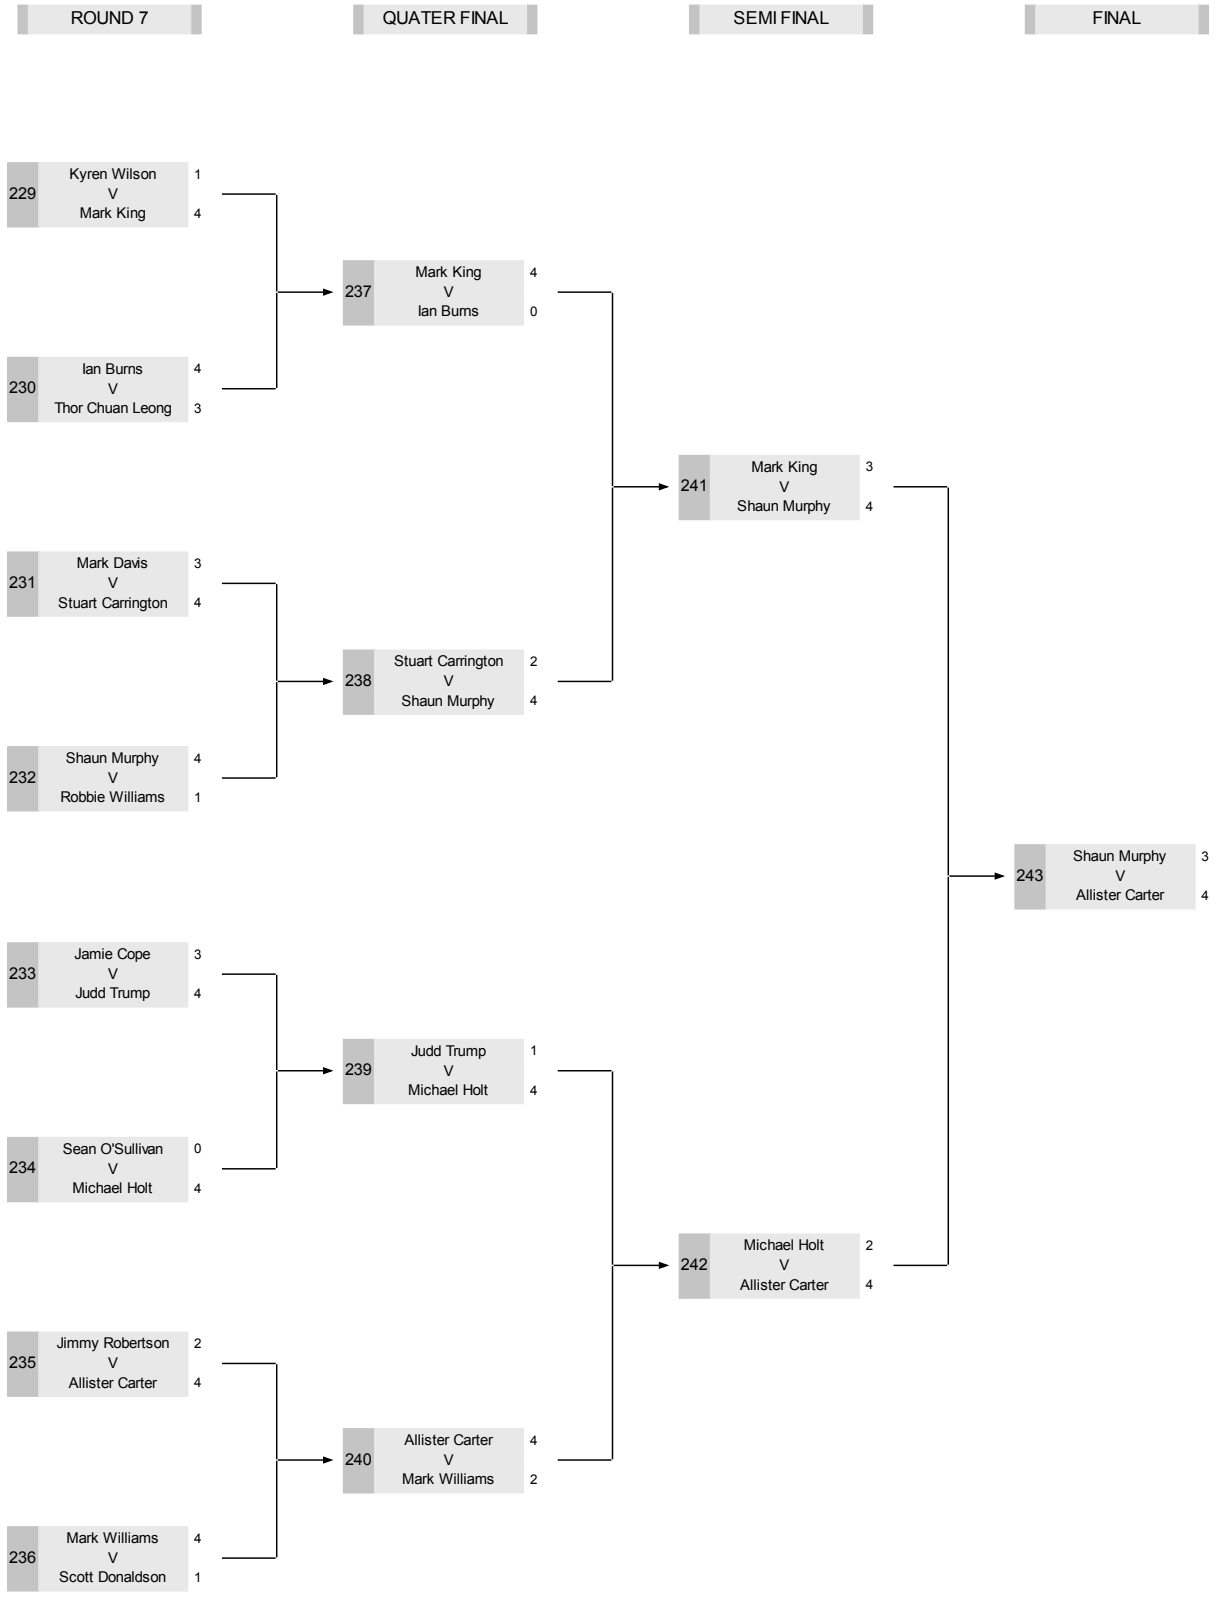 ROUND 7
QUATER FINAL
SEMI FINAL
FINAL
229
Kyren Wilson 1
V
Mark King 4
230
Ian Burns 4
V
Thor Chuan Leong 3
231
Mark Davis 3
V
Stuart Carrington 4
232
Shaun Murphy 4
V
Robbie Williams 1
233
Jamie Cope 3
V
Judd Trump 4
234
Sean O'Sullivan 0
V
Michael Holt 4
235
Jimmy Robertson 2
V
Allister Carter 4
236
Mark Williams 4
V
Scott Donaldson 1
237
Mark King 4
V
Ian Burns 0
238
Stuart Carrington 2
V
Shaun Murphy 4
239
Judd Trump 1
V
Michael Holt 4
240
Allister Carter 4
V
Mark Williams 2
241
Mark King 3
V
Shaun Murphy 4
242
Michael Holt 2
V
Allister Carter 4
243
Shaun Murphy 3
V
Allister Carter 4